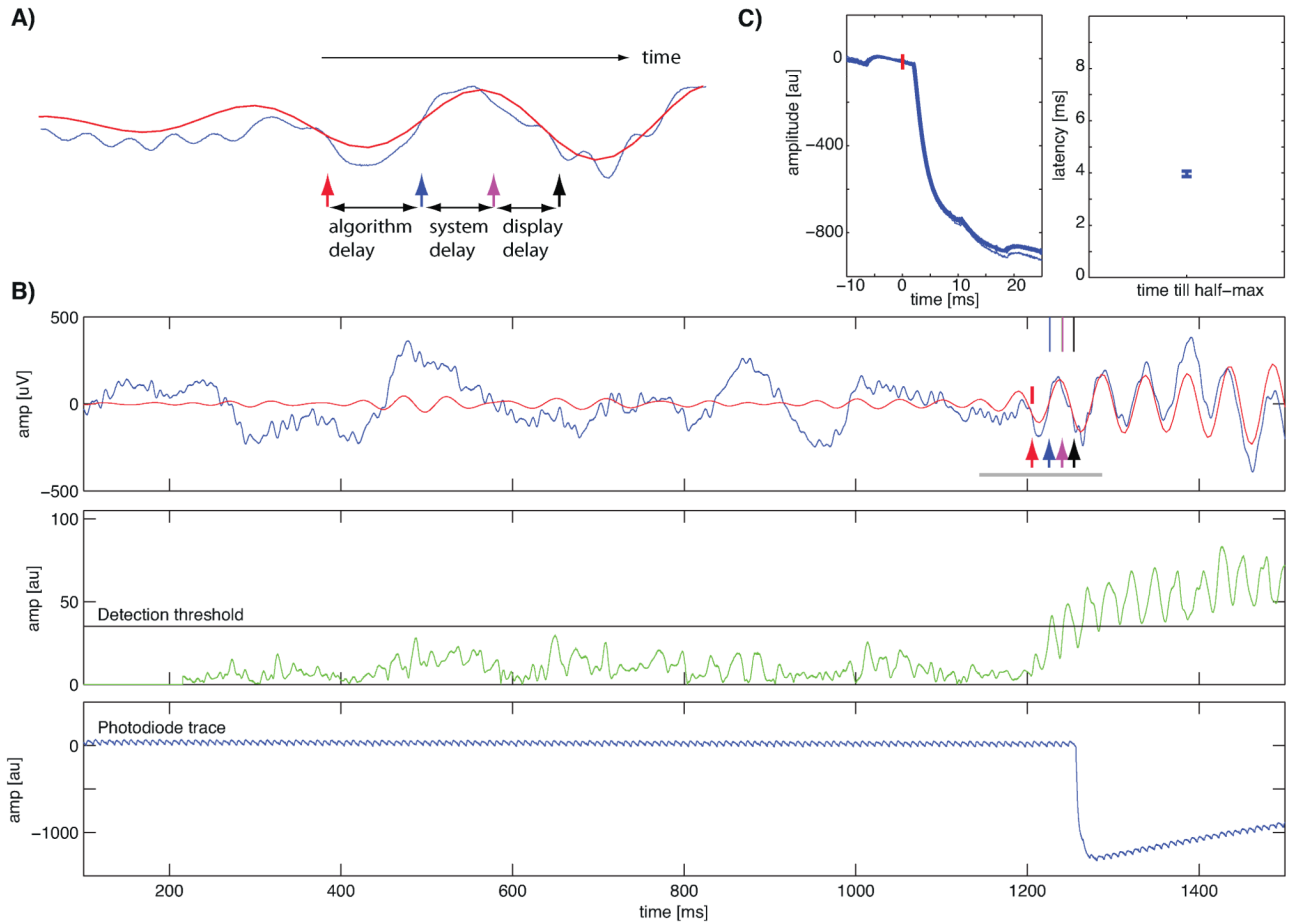 A)
time
algorithm
delay
system
delay
display
delay
C)
amplitude [au]
0
−400
−800
−10
0
10
20
time [ms]
latency [ms]
8
6
4
2
0
time till half−max
B)
amp [uV]
500
0
−500
amp [au]
100
50
0
Detection threshold
amp [au]
0
−1000
Photodiode trace
200
400
600
800
1000
1200
1400
time [ms]